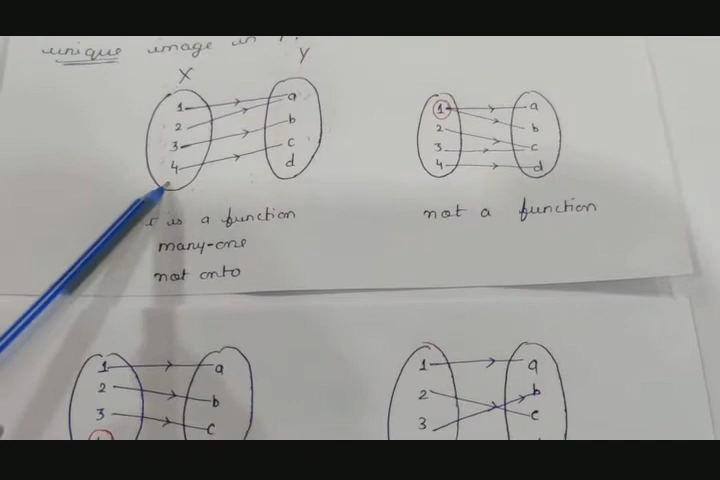 unique image in Y.
X Y
1 a
2 b
3 c
4 d
1 a
2 b
3 c
4 d
is a function
many-one
not onto
not a function
1 a
2 b
3 c
1 a
2 b
3 c